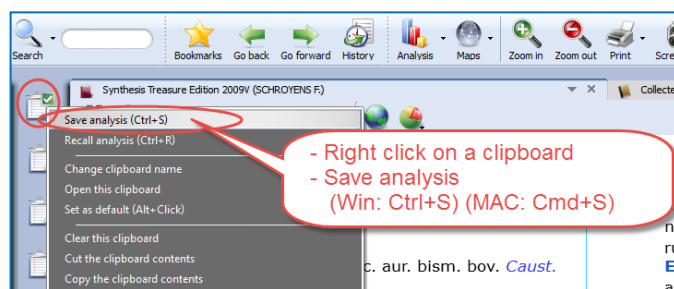 Search Bookmarks Go back Go forward History Analysis Maps Zoom in Zoom out Print
Synthesis Treasure Edition 2009V (SCHROYENS F.)
Save analysis (Ctrl+S)
Recall analysis (Ctrl+R)
Change clipboard name
Open this clipboard
Set as default (Alt+Click)
Clear this clipboard
Cut the clipboard contents
Copy the clipboard contents
- Right click on a clipboard
- Save analysis
(Win: Ctrl+S) (MAC: Cmd+S)
c. aur. bism. bov. Caust.